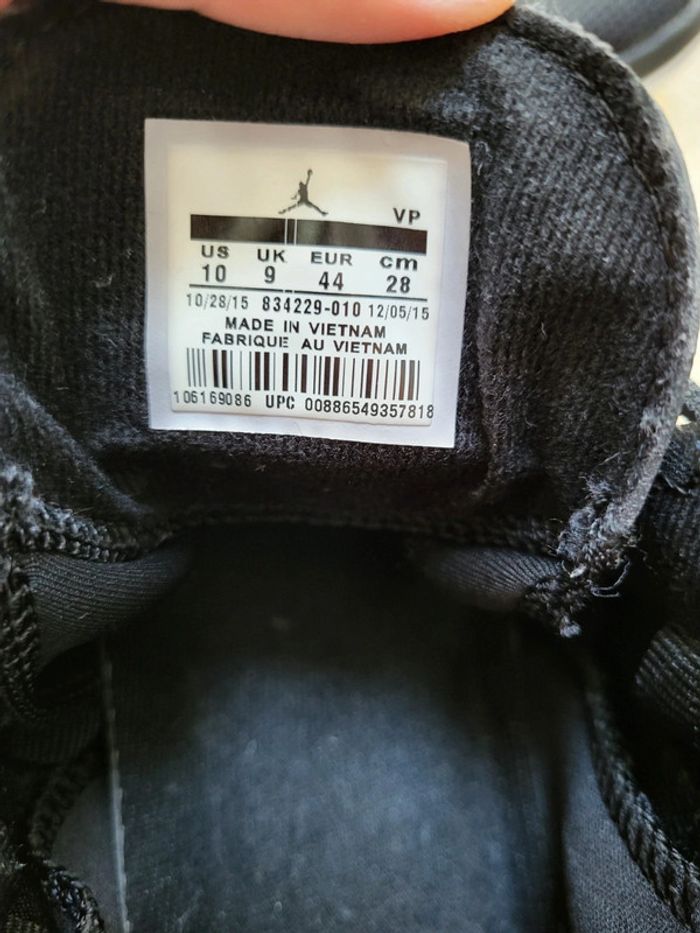 VP
US UK EUR cm
10 9 44 28
10/28/15 834229-010 12/05/15
MADE IN VIETNAM
FABRIQUE AU VIETNAM
106169086 UPC 00886549357818